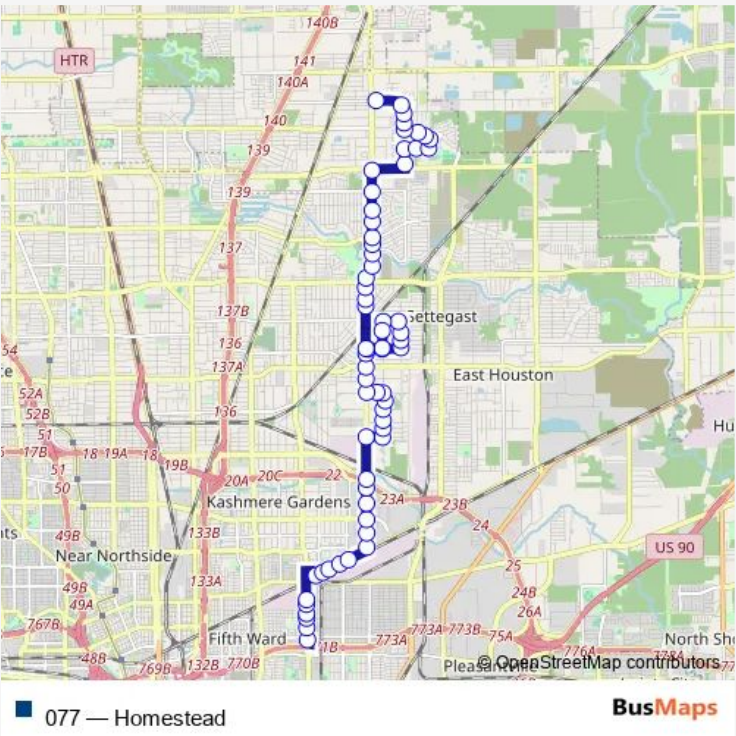 140B
HTR
141
140A
140
139
139
137
137B
Settegast
136
54
137A
East Houston
52A
52B
136
51
17B
18
19A
18
19B
20A
20C
22
51
50
Kashmere Gardens
23A
23B
24
133B
49B
Near Northside
US 90
25
133A
49B
24B
49A
26A
767B
Fifth Ward
1B
773A
773A
773B
75A
North Sho
48B
769B
132B
770B
776A
Pleasantville
© OpenStreetMap contributors
077 — Homestead
BusMaps